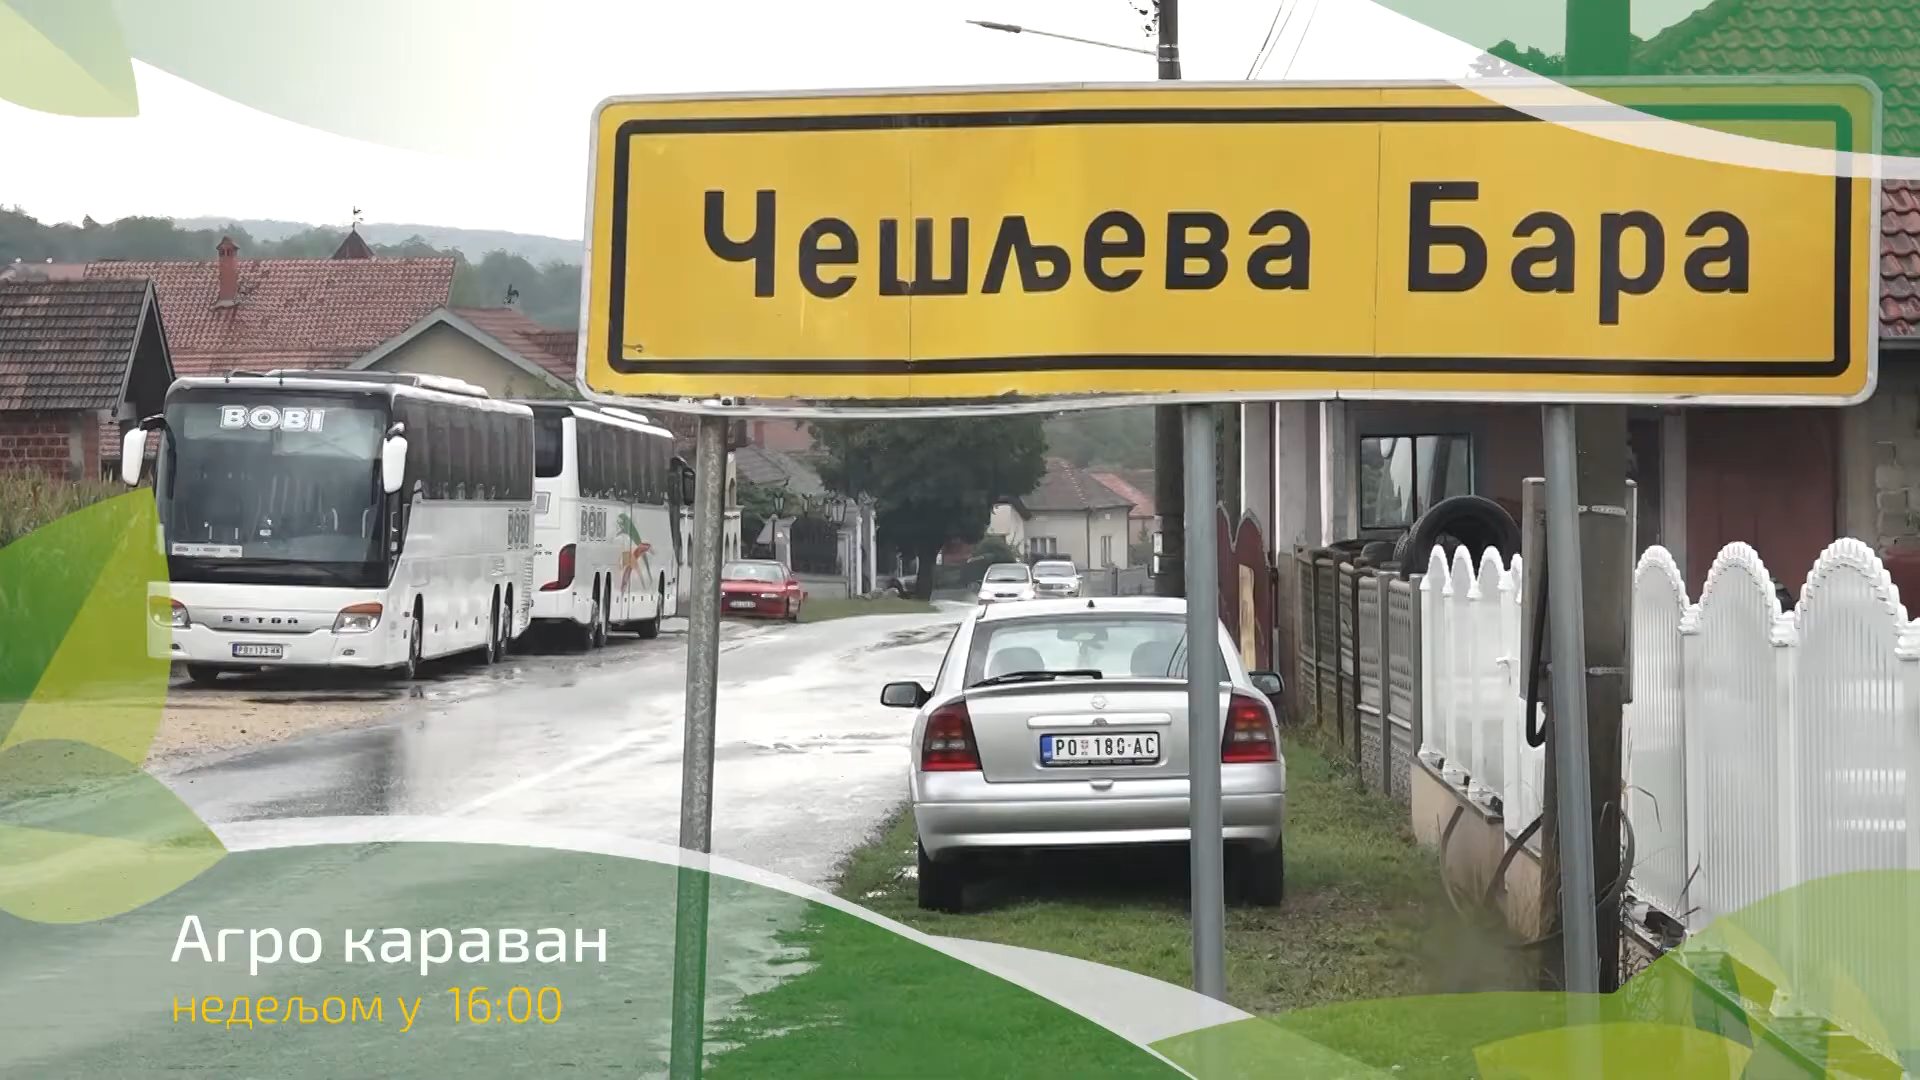 Чешљева Бара
BOBI
BOBI
BOBI
SETRA
PO 180-AC
Агро караван
недељом у 16:00